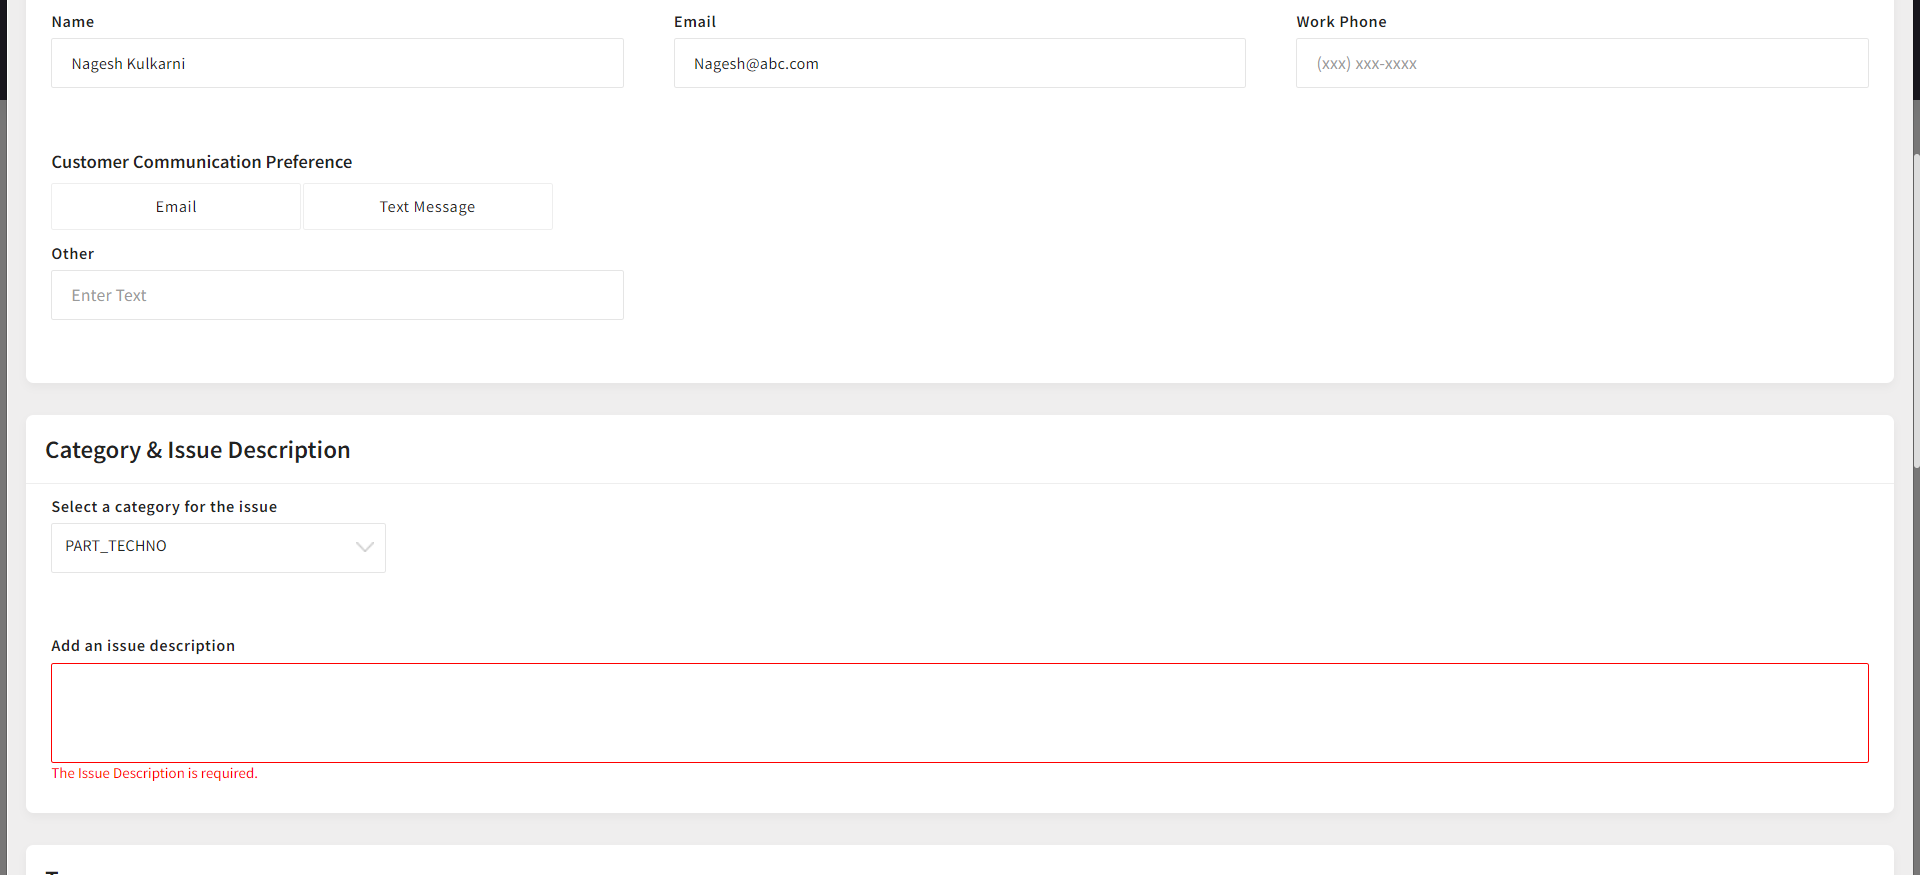 Name Email Work Phone
Nagesh Kulkarni Nagesh@abc.com (xxx) xxx-xxxx
Customer Communication Preference
Email Text Message
Other
Enter Text
Category & Issue Description
Select a category for the issue
PART_TECHNO
Add an issue description
The Issue Description is required.